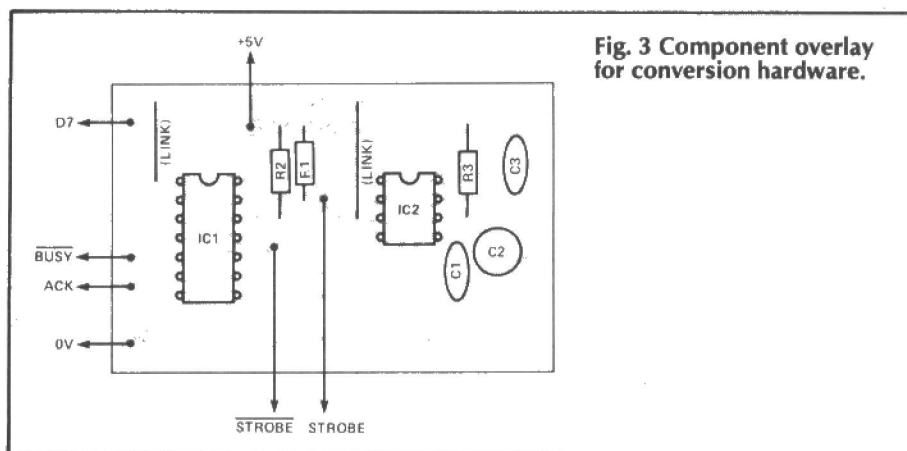 Fig. 3 Component overlay
for conversion hardware.
+5V
D7
(LINK)
R2
F.1
(LINK)
R3
C3
IC1
IC2
BUSY
C1
C2
ACK
0V
STROBE
STROBE